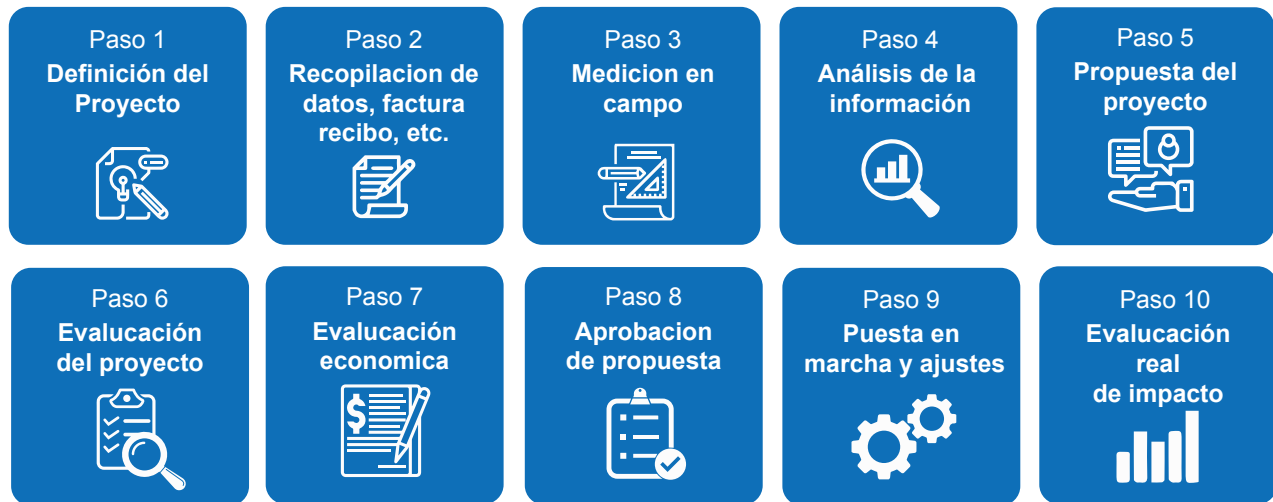 Paso 1
Definición del
Proyecto
Paso 2
Recopilacion de
datos, factura
recibo, etc.
Paso 3
Medicion en
campo
Paso 4
Análisis de la
información
Paso 5
Propuesta del
proyecto
Paso 6
Evalucación
del proyecto
Paso 7
Evalucación
economica
$
Paso 8
Aprobacion
de propuesta
Paso 9
Puesta en
marcha y ajustes
Paso 10
Evalucación
real
de impacto